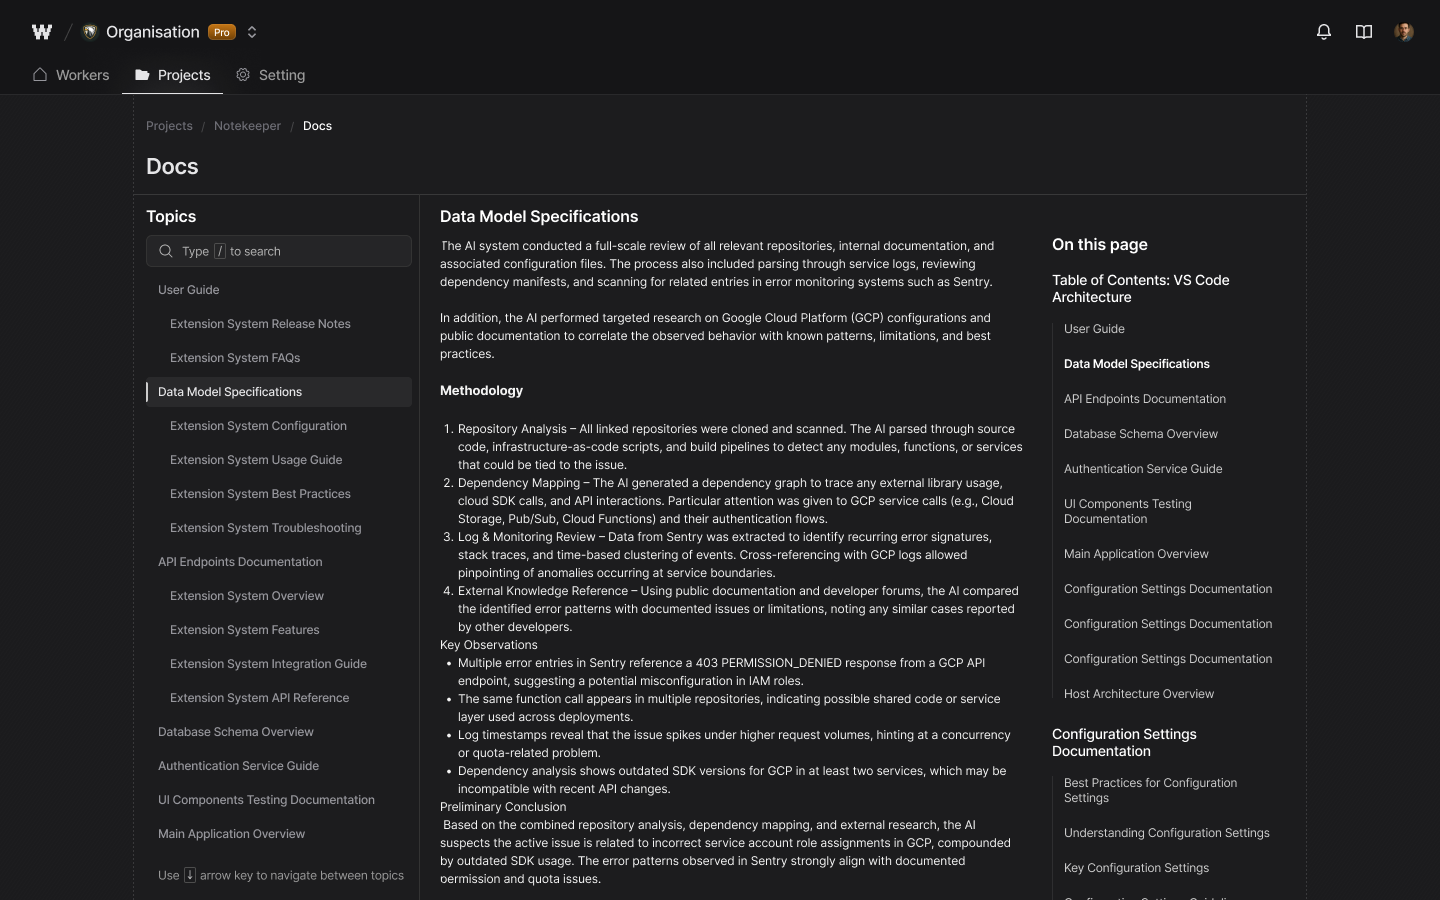 W / Organisation Pro
Workers Projects Setting
Projects / Notekeeper / Docs
Docs
Topics
Type / to search
User Guide
Extension System Release Notes
Extension System FAQs
Data Model Specifications
Extension System Configuration
Extension System Usage Guide
Extension System Best Practices
Extension System Troubleshooting
API Endpoints Documentation
Extension System Overview
Extension System Features
Extension System Integration Guide
Extension System API Reference
Database Schema Overview
Authentication Service Guide
UI Components Testing Documentation
Main Application Overview
Use ↓ arrow key to navigate between topics
Data Model Specifications
The AI system conducted a full-scale review of all relevant repositories, internal documentation, and
associated configuration files. The process also included parsing through service logs, reviewing
dependency manifests, and scanning for related entries in error monitoring systems such as Sentry.
In addition, the AI performed targeted research on Google Cloud Platform (GCP) configurations and
public documentation to correlate the observed behavior with known patterns, limitations, and best
practices.
Methodology
1. Repository Analysis – All linked repositories were cloned and scanned. The AI parsed through source
code, infrastructure-as-code scripts, and build pipelines to detect any modules, functions, or services
that could be tied to the issue.
2. Dependency Mapping – The AI generated a dependency graph to trace any external library usage,
cloud SDK calls, and API interactions. Particular attention was given to GCP service calls (e.g., Cloud
Storage, Pub/Sub, Cloud Functions) and their authentication flows.
3. Log & Monitoring Review – Data from Sentry was extracted to identify recurring error signatures,
stack traces, and time-based clustering of events. Cross-referencing with GCP logs allowed
pinpointing of anomalies occurring at service boundaries.
4. External Knowledge Reference – Using public documentation and developer forums, the AI compared
the identified error patterns with documented issues or limitations, noting any similar cases reported
by other developers.
Key Observations
• Multiple error entries in Sentry reference a 403 PERMISSION_DENIED response from a GCP API
endpoint, suggesting a potential misconfiguration in IAM roles.
• The same function call appears in multiple repositories, indicating possible shared code or service
layer used across deployments.
• Log timestamps reveal that the issue spikes under higher request volumes, hinting at a concurrency
or quota-related problem.
• Dependency analysis shows outdated SDK versions for GCP in at least two services, which may be
incompatible with recent API changes.
Preliminary Conclusion
Based on the combined repository analysis, dependency mapping, and external research, the AI
suspects the active issue is related to incorrect service account role assignments in GCP, compounded
by outdated SDK usage. The error patterns observed in Sentry strongly align with documented
permission and quota issues.
On this page
Table of Contents: VS Code
Architecture
User Guide
Data Model Specifications
API Endpoints Documentation
Database Schema Overview
Authentication Service Guide
UI Components Testing
Documentation
Main Application Overview
Configuration Settings Documentation
Configuration Settings Documentation
Configuration Settings Documentation
Host Architecture Overview
Configuration Settings
Documentation
Best Practices for Configuration
Settings
Understanding Configuration Settings
Key Configuration Settings